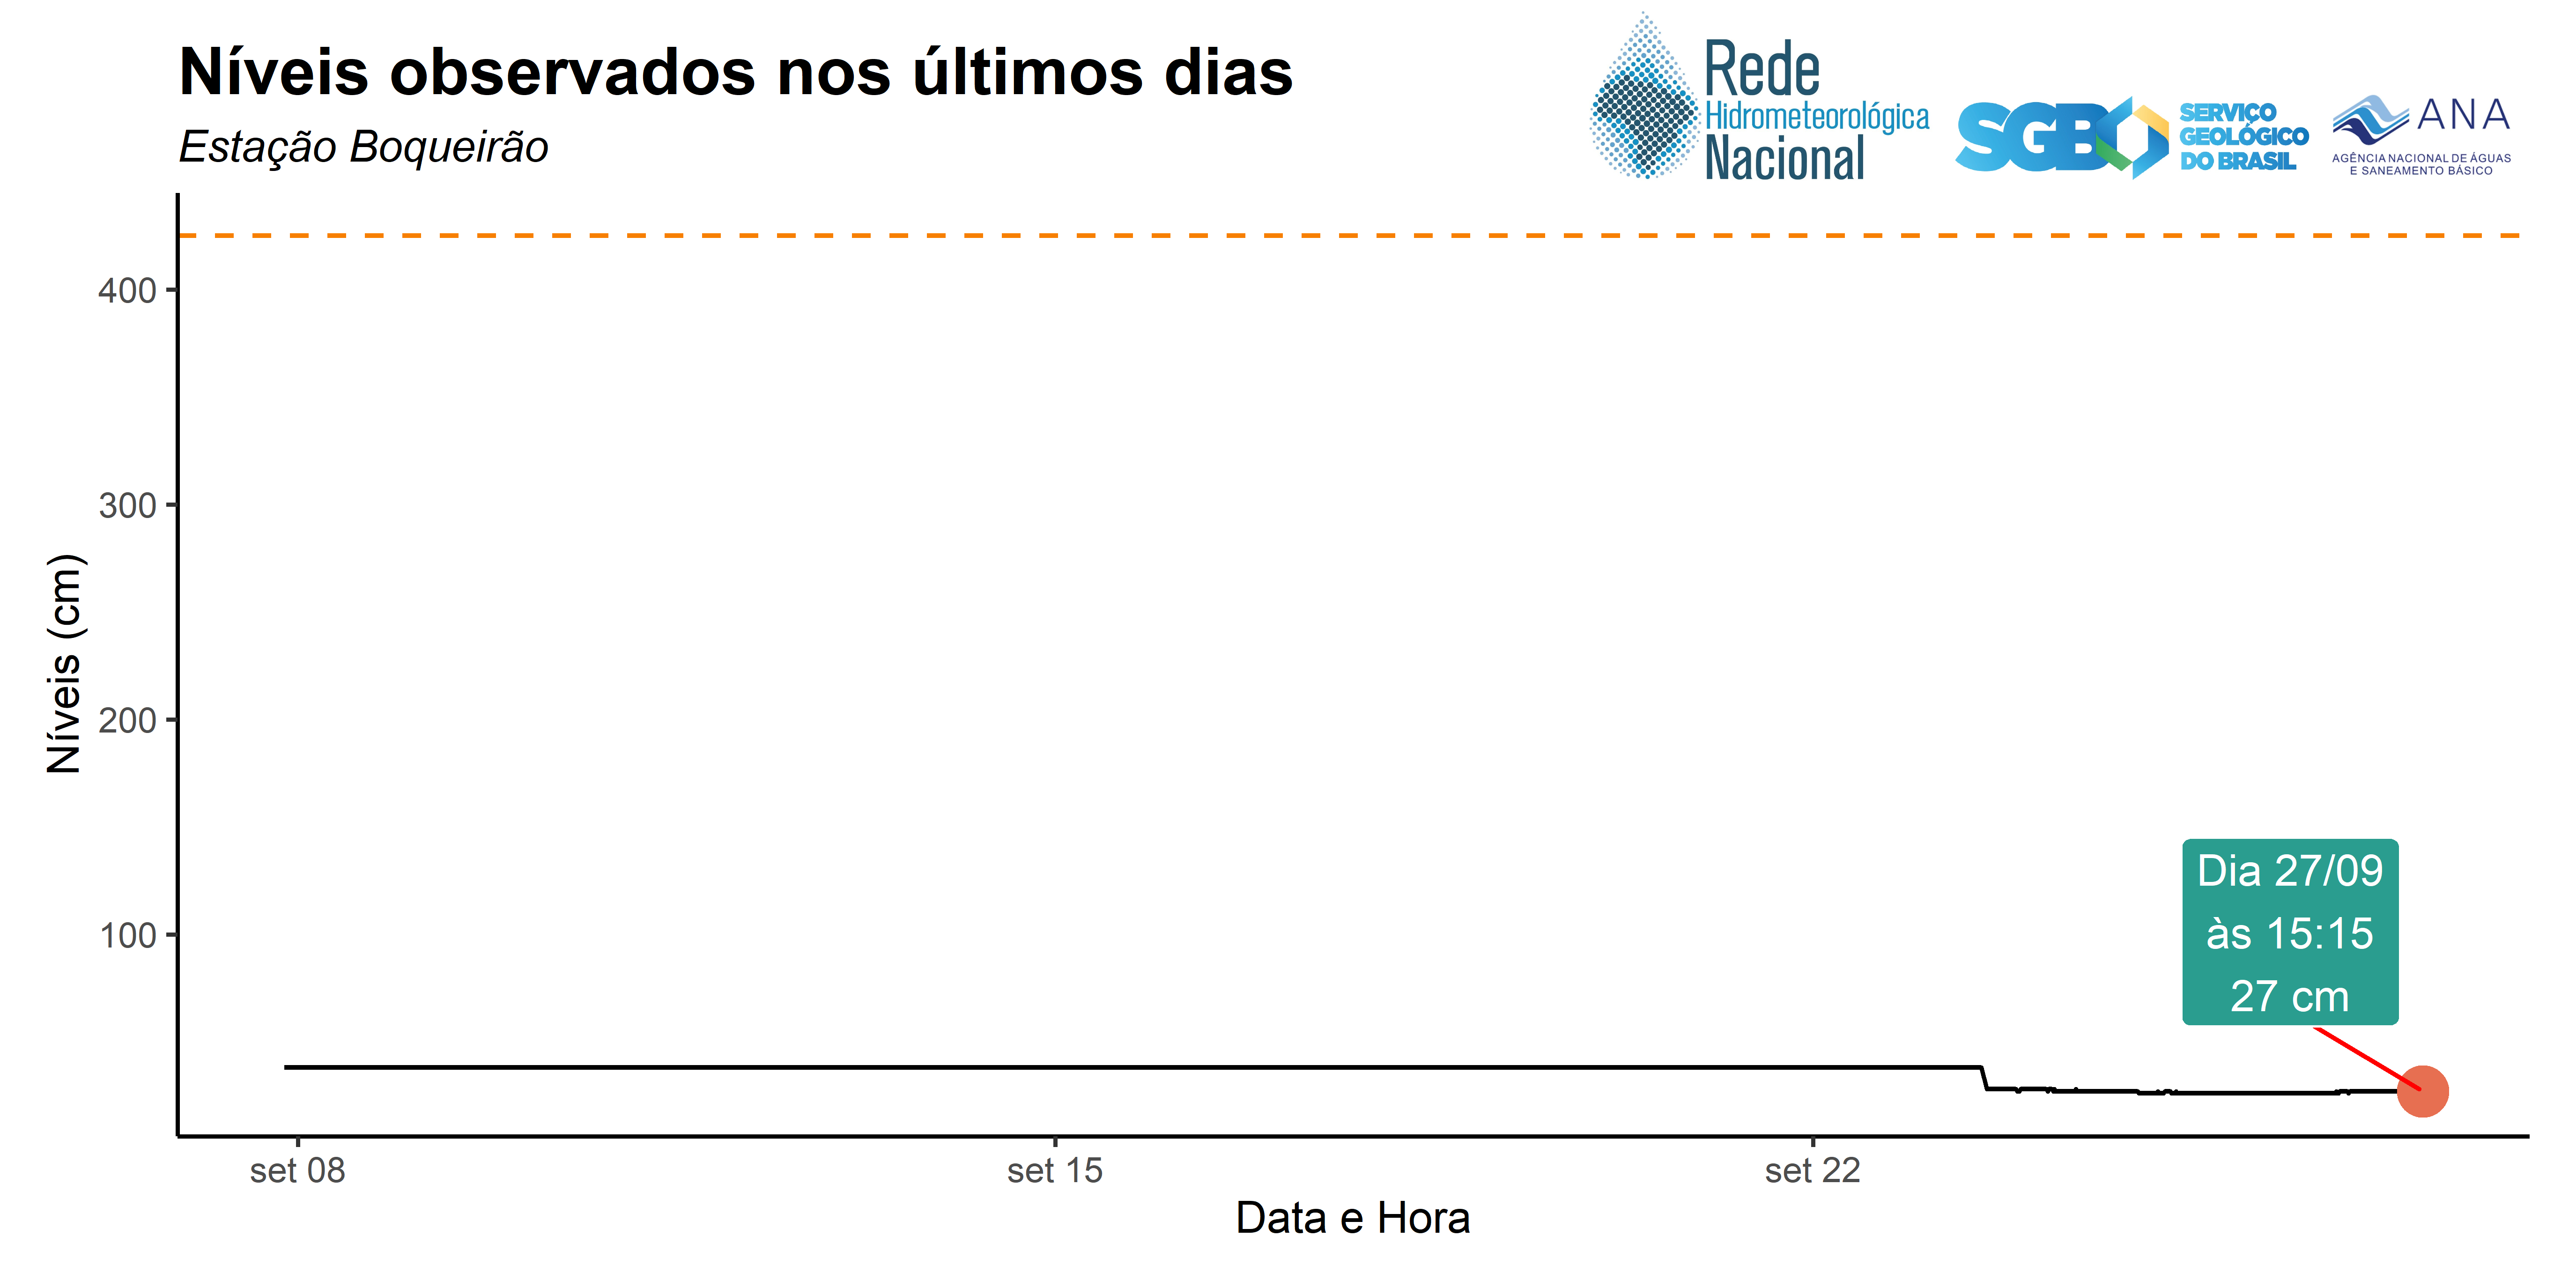 Níveis observados nos últimos dias
Estação Boqueirão
Rede
Hidrometeorológica
Nacional
SGB
SERVIÇO
GEOLÓGICO
DO BRASIL
ANA
AGÊNCIA NACIONAL DE ÁGUAS
E SANEAMENTO BÁSICO
Níveis (cm)
400
300
200
100
Dia 27/09
às 15:15
27 cm
set 08
set 15
set 22
Data e Hora